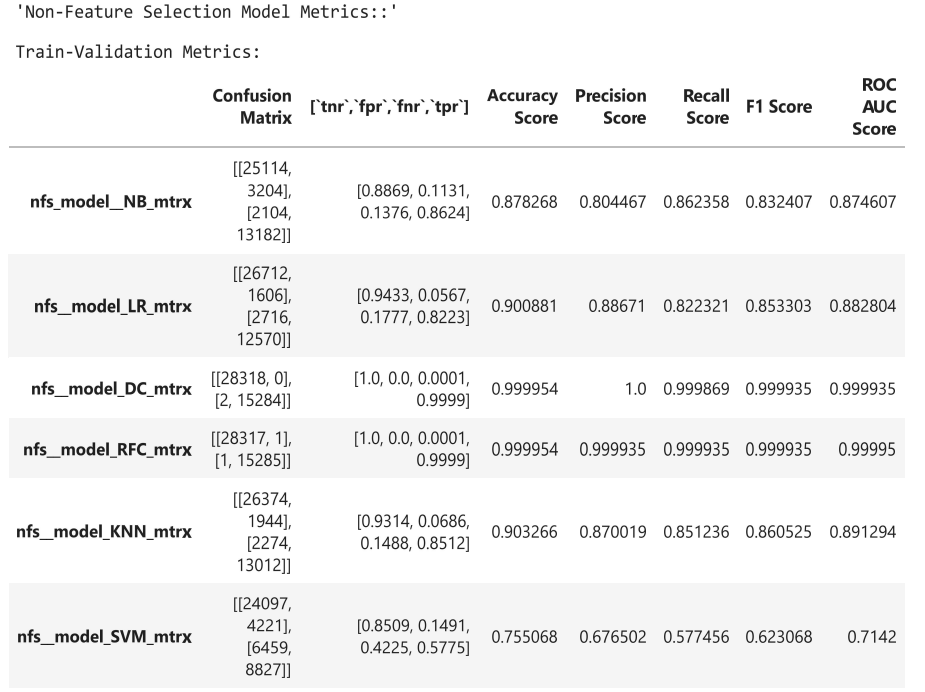 'Non-Feature Selection Model Metrics::'
Train-Validation Metrics:
Confusion Matrix [`tnr`,`fpr`,`fnr`,`tpr`] Accuracy Score Precision Score Recall Score F1 Score ROC AUC Score
nfs_model__NB_mtrx [[25114, 3204], [2104, 13182]] [0.8869, 0.1131, 0.1376, 0.8624] 0.878268 0.804467 0.862358 0.832407 0.874607
nfs__model_LR_mtrx [[26712, 1606], [2716, 12570]] [0.9433, 0.0567, 0.1777, 0.8223] 0.900881 0.88671 0.822321 0.853303 0.882804
nfs__model_DC_mtrx [[28318, 0], [2, 15284]] [1.0, 0.0, 0.0001, 0.9999] 0.999954 1.0 0.999869 0.999935 0.999935
nfs__model_RFC_mtrx [[28317, 1], [1, 15285]] [1.0, 0.0, 0.0001, 0.9999] 0.999954 0.999935 0.999935 0.999935 0.99995
nfs__model_KNN_mtrx [[26374, 1944], [2274, 13012]] [0.9314, 0.0686, 0.1488, 0.8512] 0.903266 0.870019 0.851236 0.860525 0.891294
nfs__model_SVM_mtrx [[24097, 4221], [6459, 8827]] [0.8509, 0.1491, 0.4225, 0.5775] 0.755068 0.676502 0.577456 0.623068 0.7142